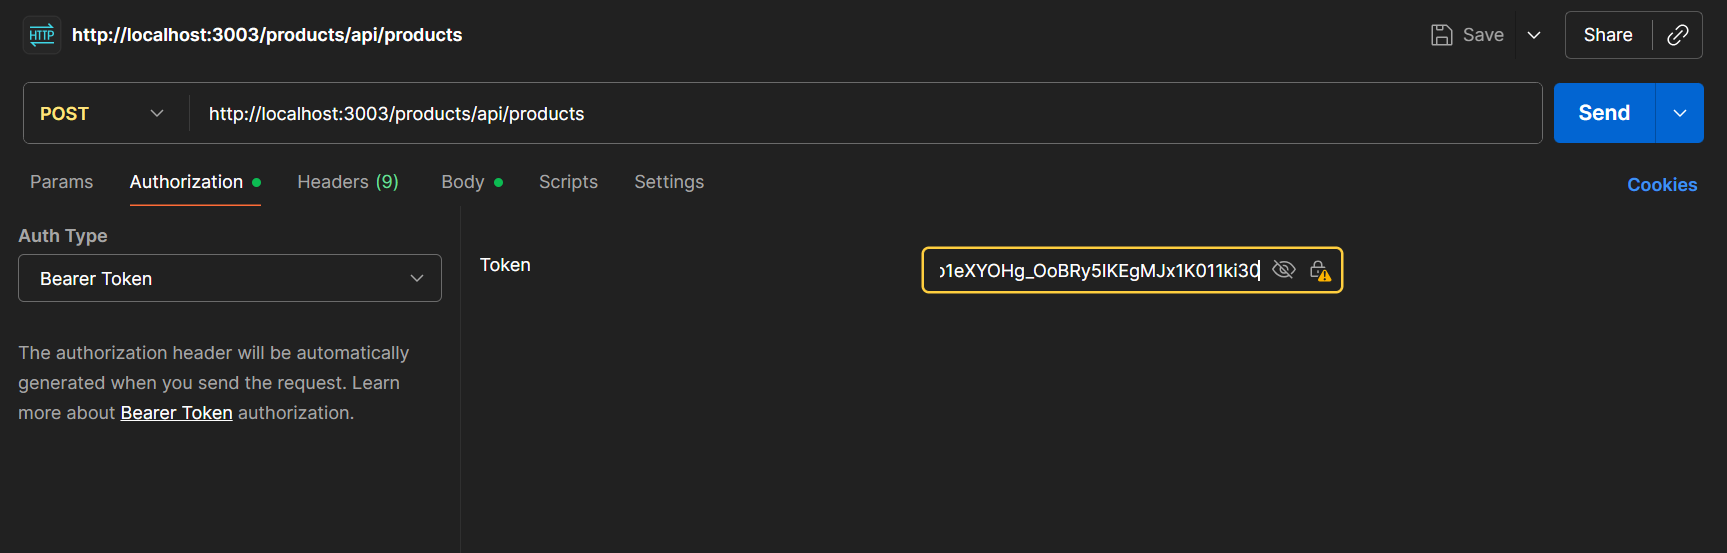 HTTP http://localhost:3003/products/api/products Save Share
POST http://localhost:3003/products/api/products Send
Params Authorization Headers (9) Body Scripts Settings Cookies
Auth Type
Bearer Token
The authorization header will be automatically
generated when you send the request. Learn
more about Bearer Token authorization.
Token